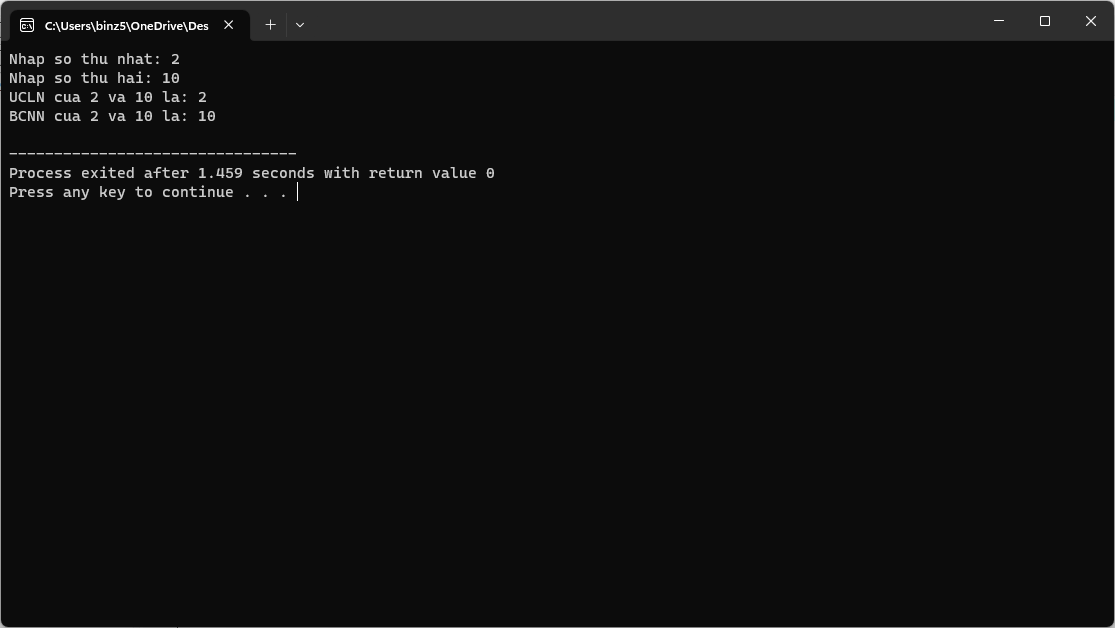 C:\Users\binz5\OneDrive\Des
Nhap so thu nhat: 2
Nhap so thu hai: 10
UCLN cua 2 va 10 la: 2
BCNN cua 2 va 10 la: 10
--------------------------------
Process exited after 1.459 seconds with return value 0
Press any key to continue . . .